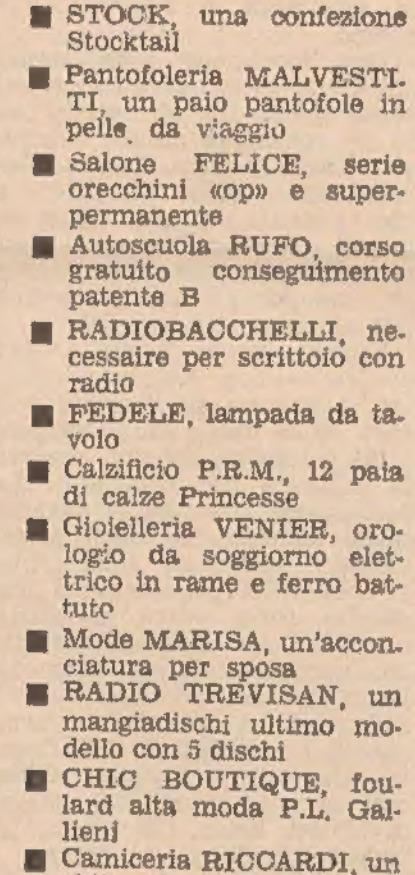 ■ STOCK, una confezione
Stocktail
■ Pantofoleria MALVESTI-
TI, un paio pantofole in
pelle da viaggio
■ Salone FELICE, serie
orecchini «op» e super-
permanente
■ Autoscuola RUFO, corso
gratuito conseguimento
patente B
■ RADIOBACCHELLI, ne-
cessaire per scrittoio con
radio
■ FEDELE, lampada da ta-
volo
■ Calzificio P.R.M., 12 paia
di calze Princesse
■ Gioielleria VENIER, oro-
logio da soggiorno elet-
trico in rame e ferro bat-
tuto
■ Mode MARISA, un'accon-
ciatura per sposa
■ RADIO TREVISAN, un
mangiadischi ultimo mo-
dello con 5 dischi
■ CHIC BOUTIQUE, fou-
lard alta moda P.L. Gal-
lieni
■ Camiceria RICCARDI, un